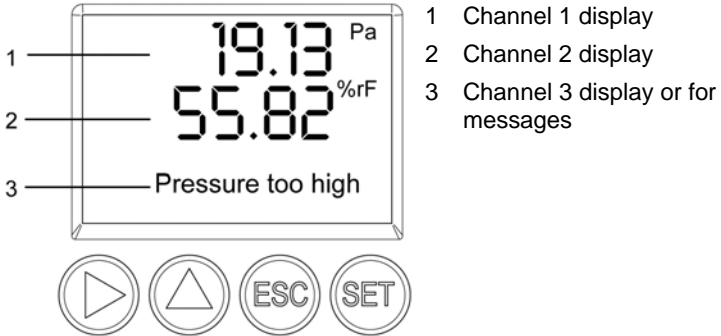 19.13 Pa
55.82 %rF
Pressure too high
1
2
3
ESC
SET
1 Channel 1 display
2 Channel 2 display
3 Channel 3 display or for
messages